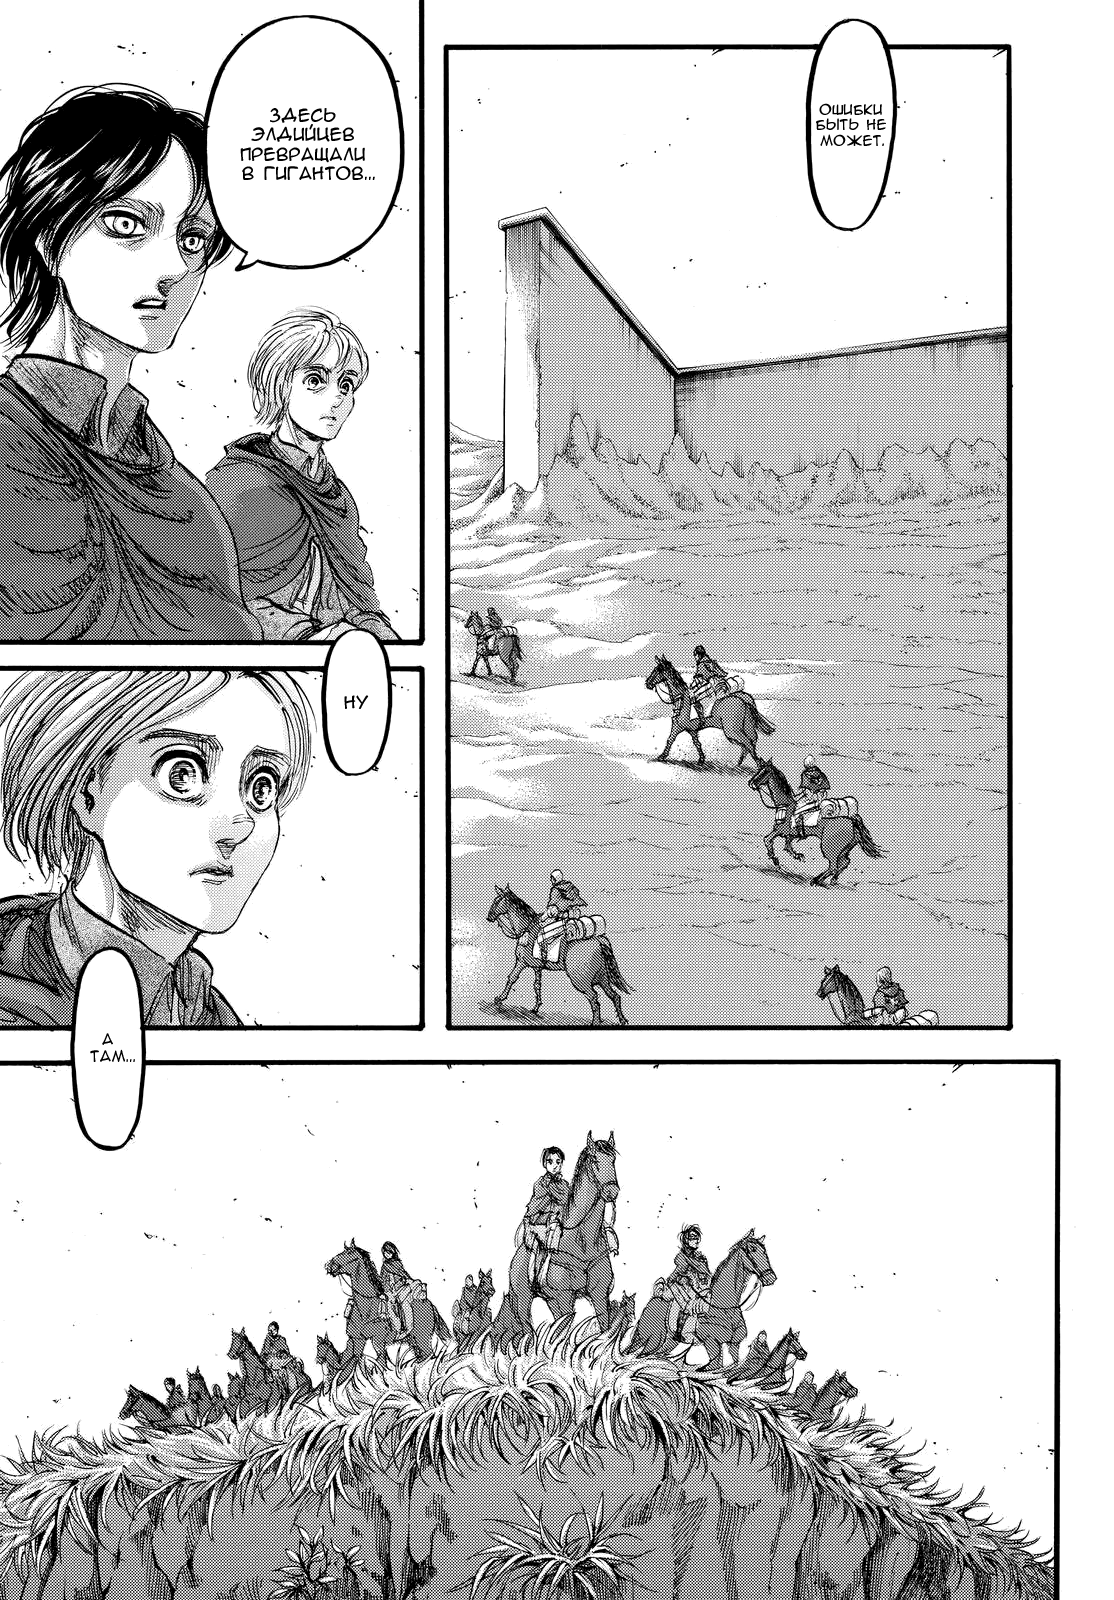 ОШИБКИ
БЫТЬ НЕ
МОЖЕТ.
ЗДЕСЬ
ЭЛДИЙЦЕВ
ПРЕВРАЩАЛИ
В ГИГАНТОВ...
НУ
А
ТАМ...